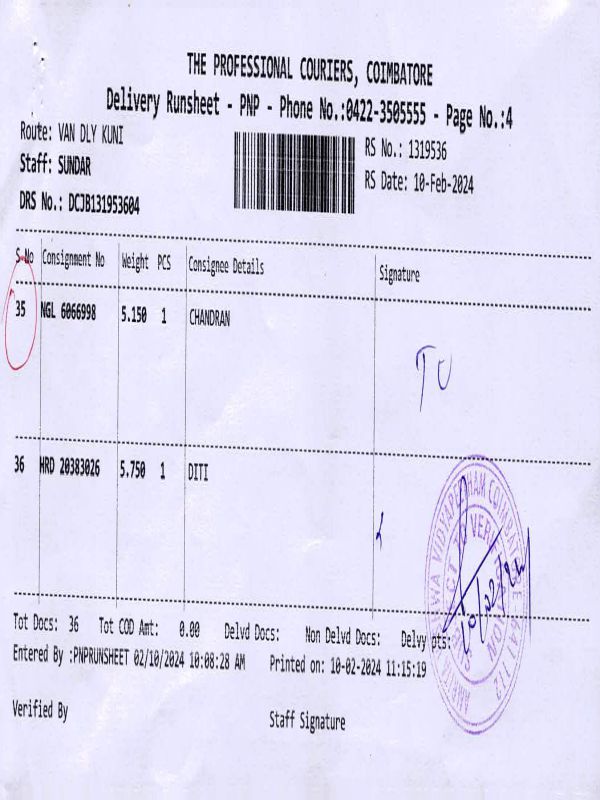 THE PROFESSIONAL COURIERS, COIMBATORE
Delivery Runsheet - PNP - Phone No.:0422-3505555 - Page No.:4
Route: VAN DLY KUNI
RS No.: 1319536
Staff: SUNDAR
RS Date: 10-Feb-2024
DRS No.: DCJB131953604
S No Consignment No Weight PCS Consignee Details Signature
35 NGL 6066998 5.150 1 CHANDRAN
TU
36 HRD 20383026 5.750 1 DITI
VIDYAPEETHAM COIMBATORE
Tot Docs: 36 Tot COD Amt: 0.00 Delvd Docs: Non Delvd Docs: Delvy pts:
Entered By :PNPRUNSHEET 02/10/2024 10:08:28 AM Printed on: 10-02-2024 11:15:19
Verified By
Staff Signature